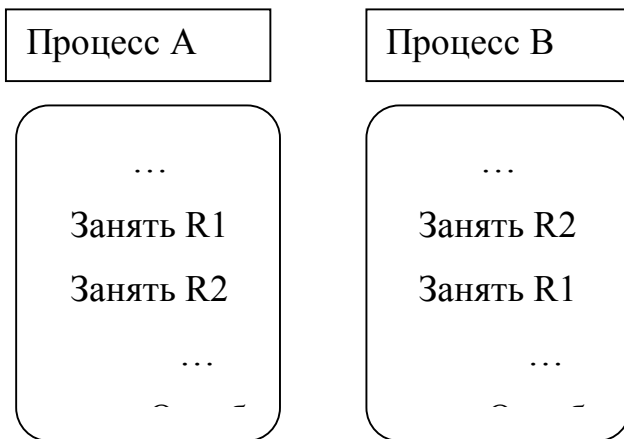 Процесс А
Процесс В
…
Занять R1
Занять R2
…
…
Занять R2
Занять R1
…